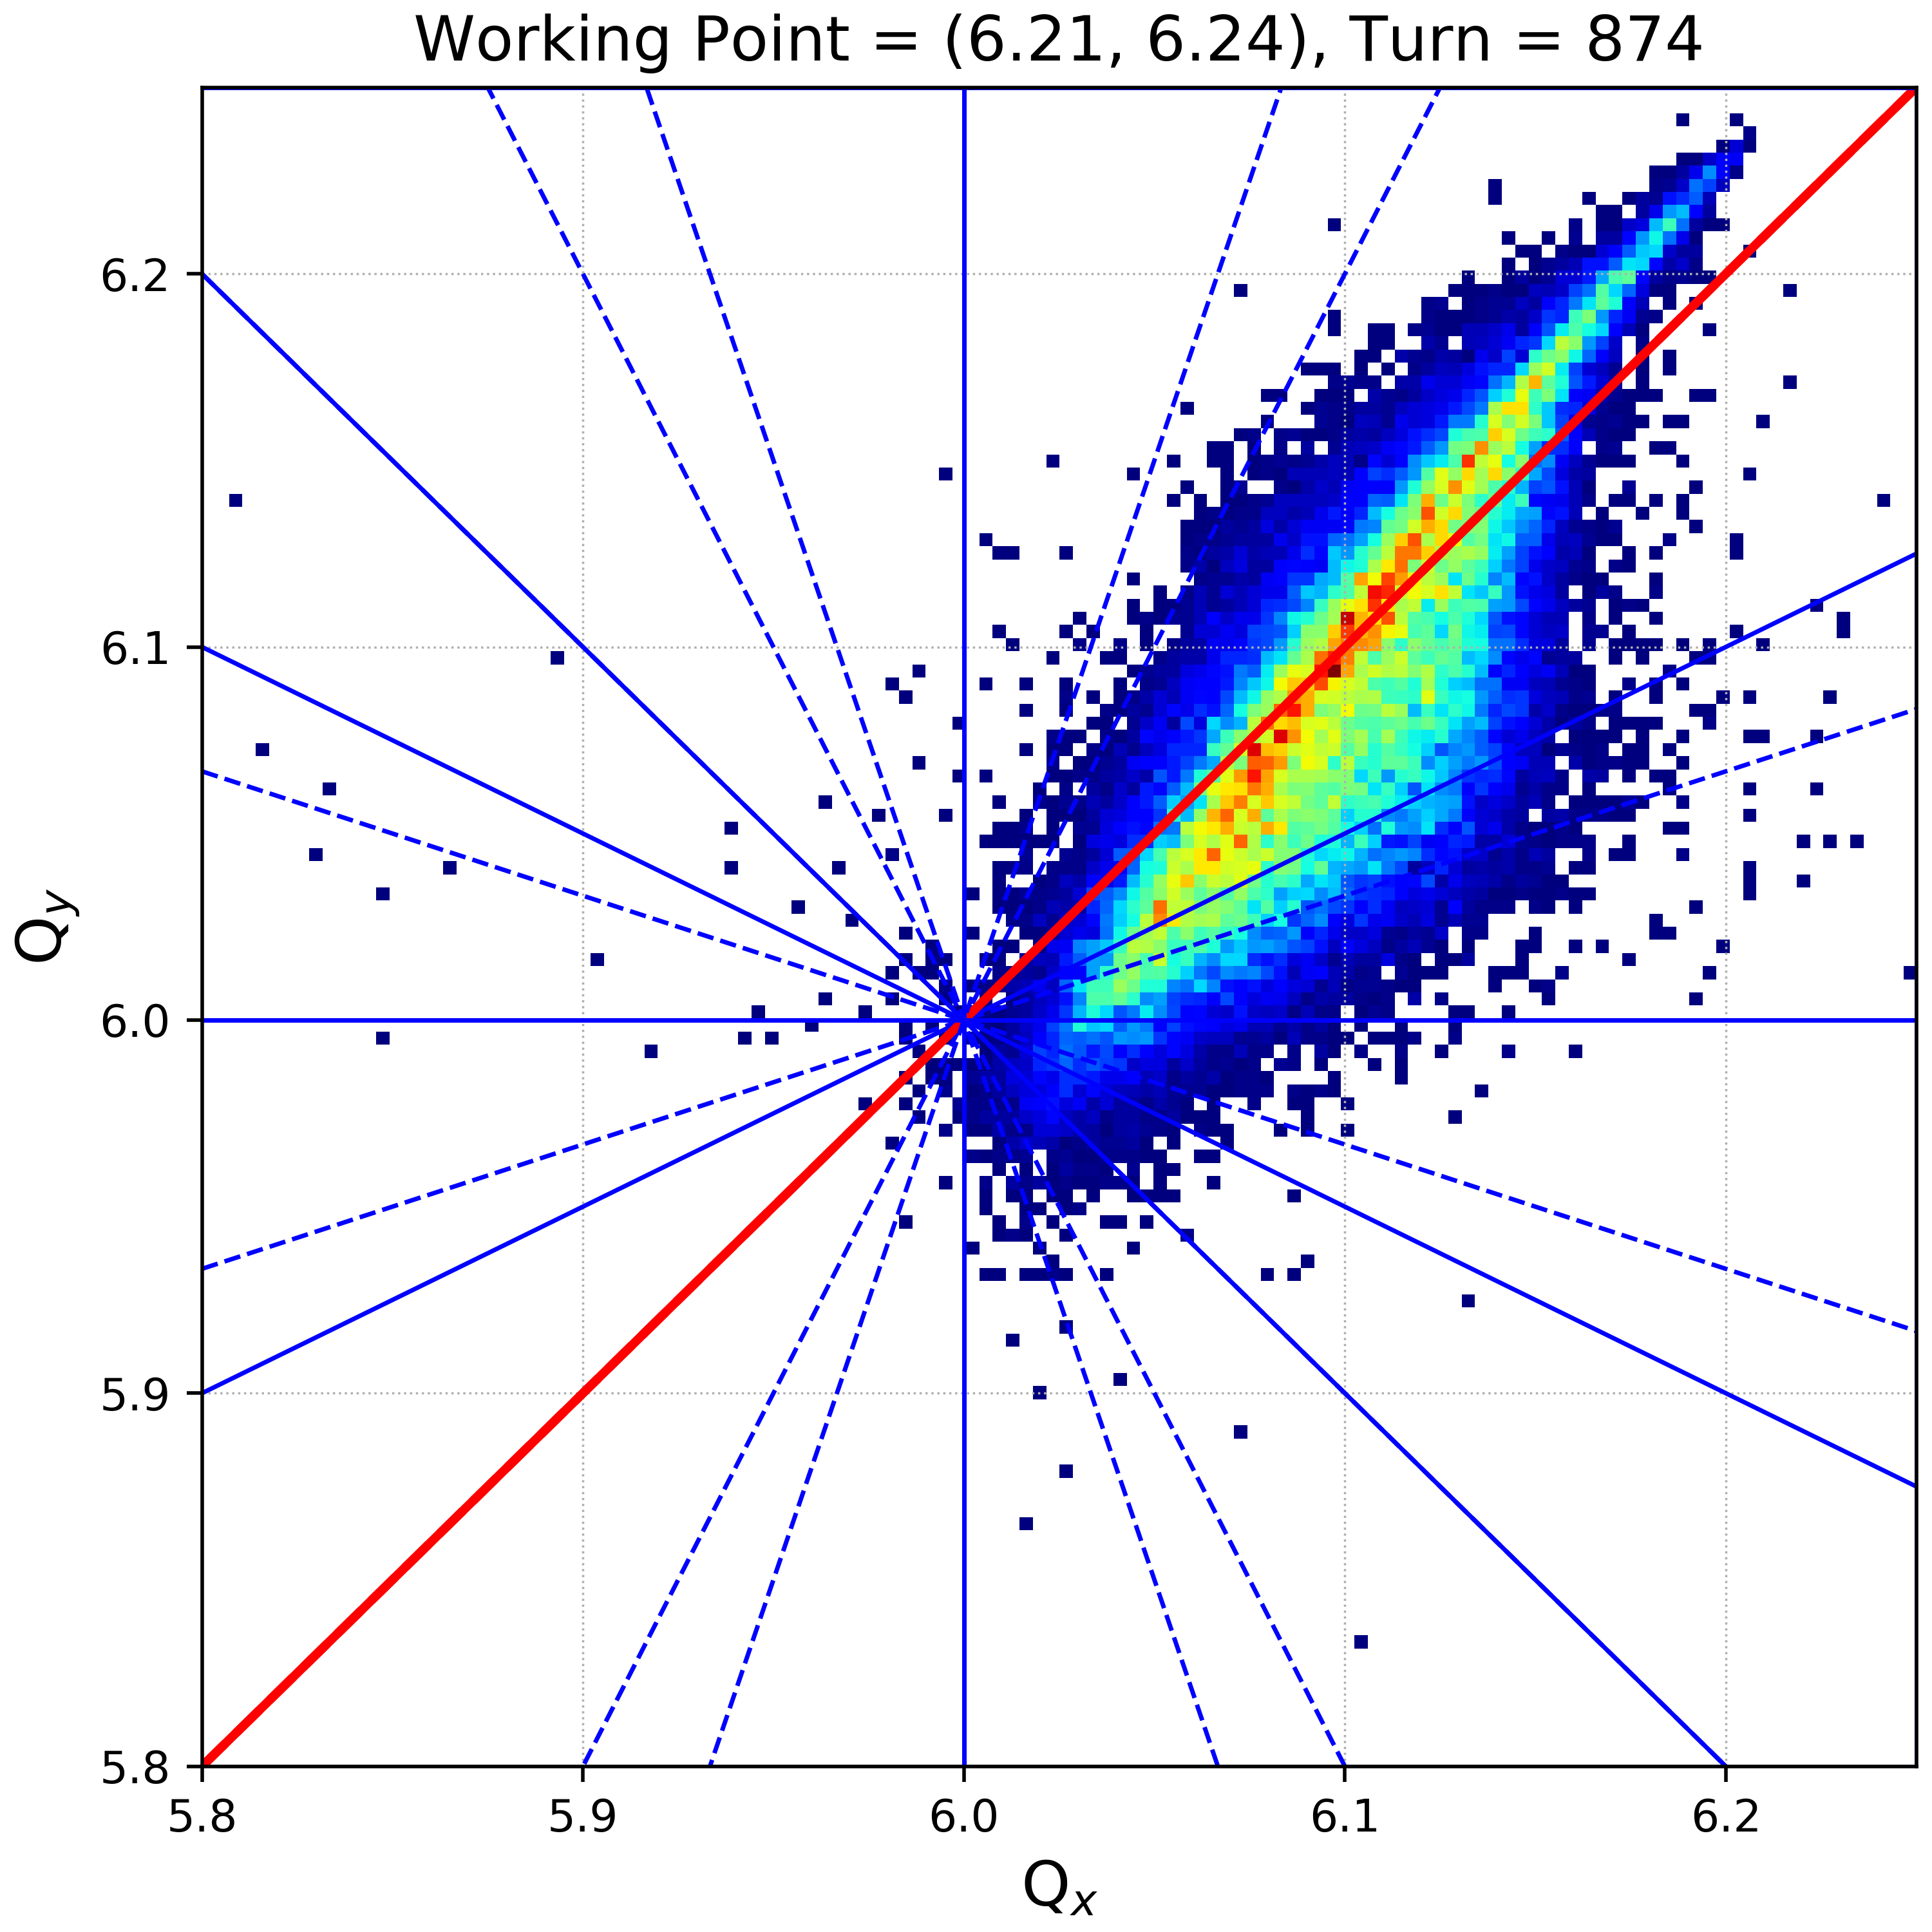 Working Point = (6.21, 6.24), Turn = 874
6.2
6.1
6.0
5.9
5.8
Qy
5.8 5.9 6.0 6.1 6.2
Qx